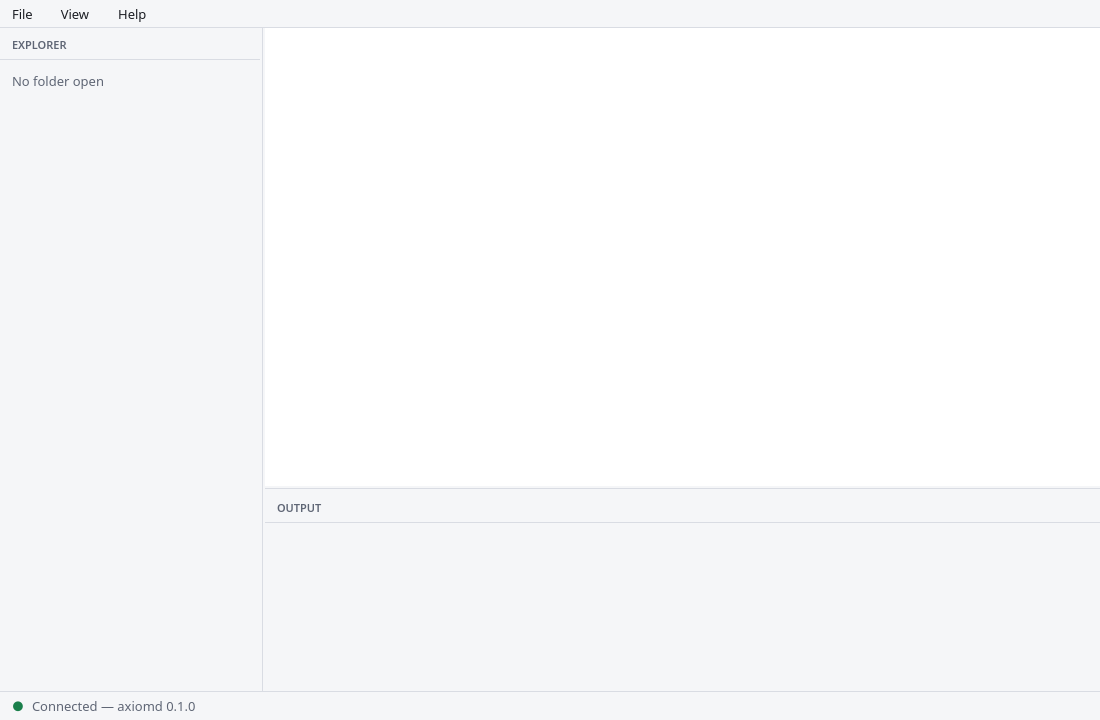 File View Help
EXPLORER
No folder open
OUTPUT
Connected — axiomd 0.1.0